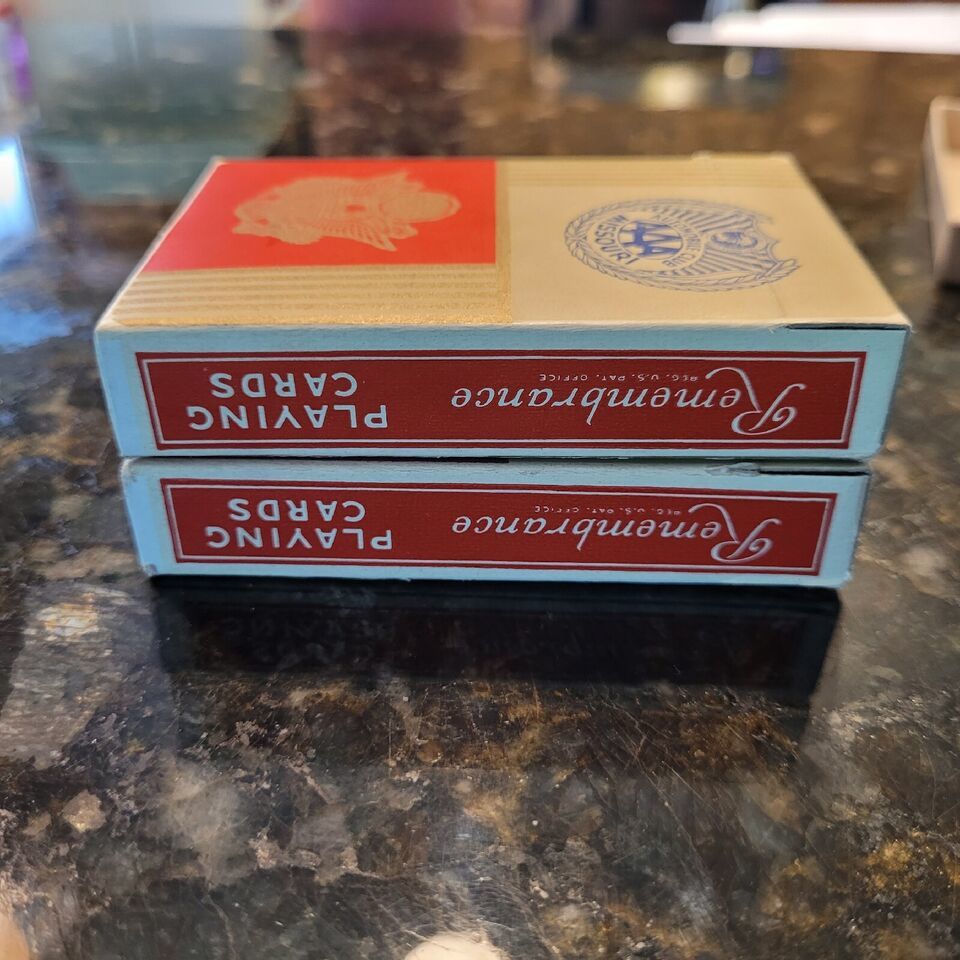 MISSOURI
AAA
Remembrance
REG. U.S. PAT. OFFICE
PLAYING
CARDS
Remembrance
REG. U.S. PAT. OFFICE
PLAYING
CARDS